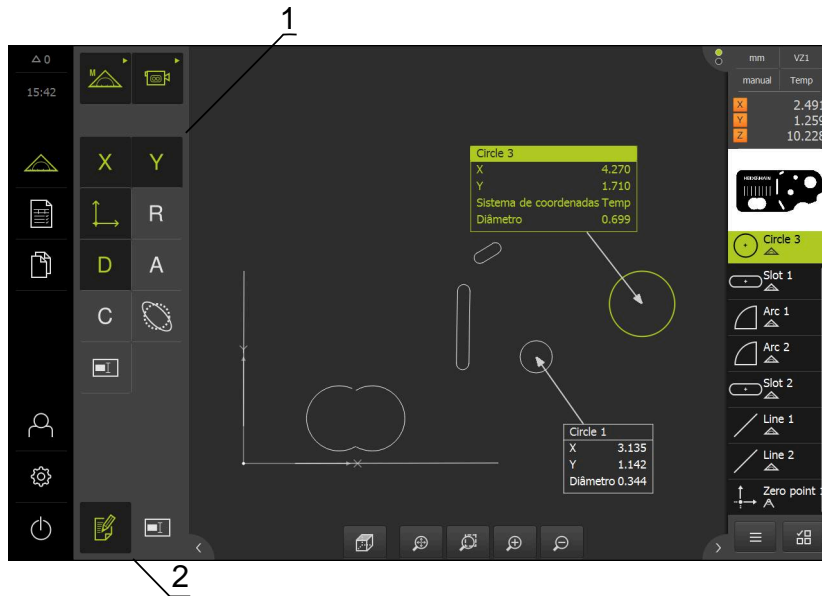 1
△ 0
15:42
M
X Y
R
D A
C
Circle 3
X 4.270
Y 1.710
Sistema de coordenadas Temp
Diâmetro 0.699
Y
X
Circle 1
X 3.135
Y 1.142
Diâmetro 0.344
mm VZ1
manual Temp
X 2.491
Y 1.259
Z 10.228
HEIDENHAIN
Circle 3
Slot 1
Arc 1
Arc 2
Slot 2
Line 1
Line 2
Zero point 1
2